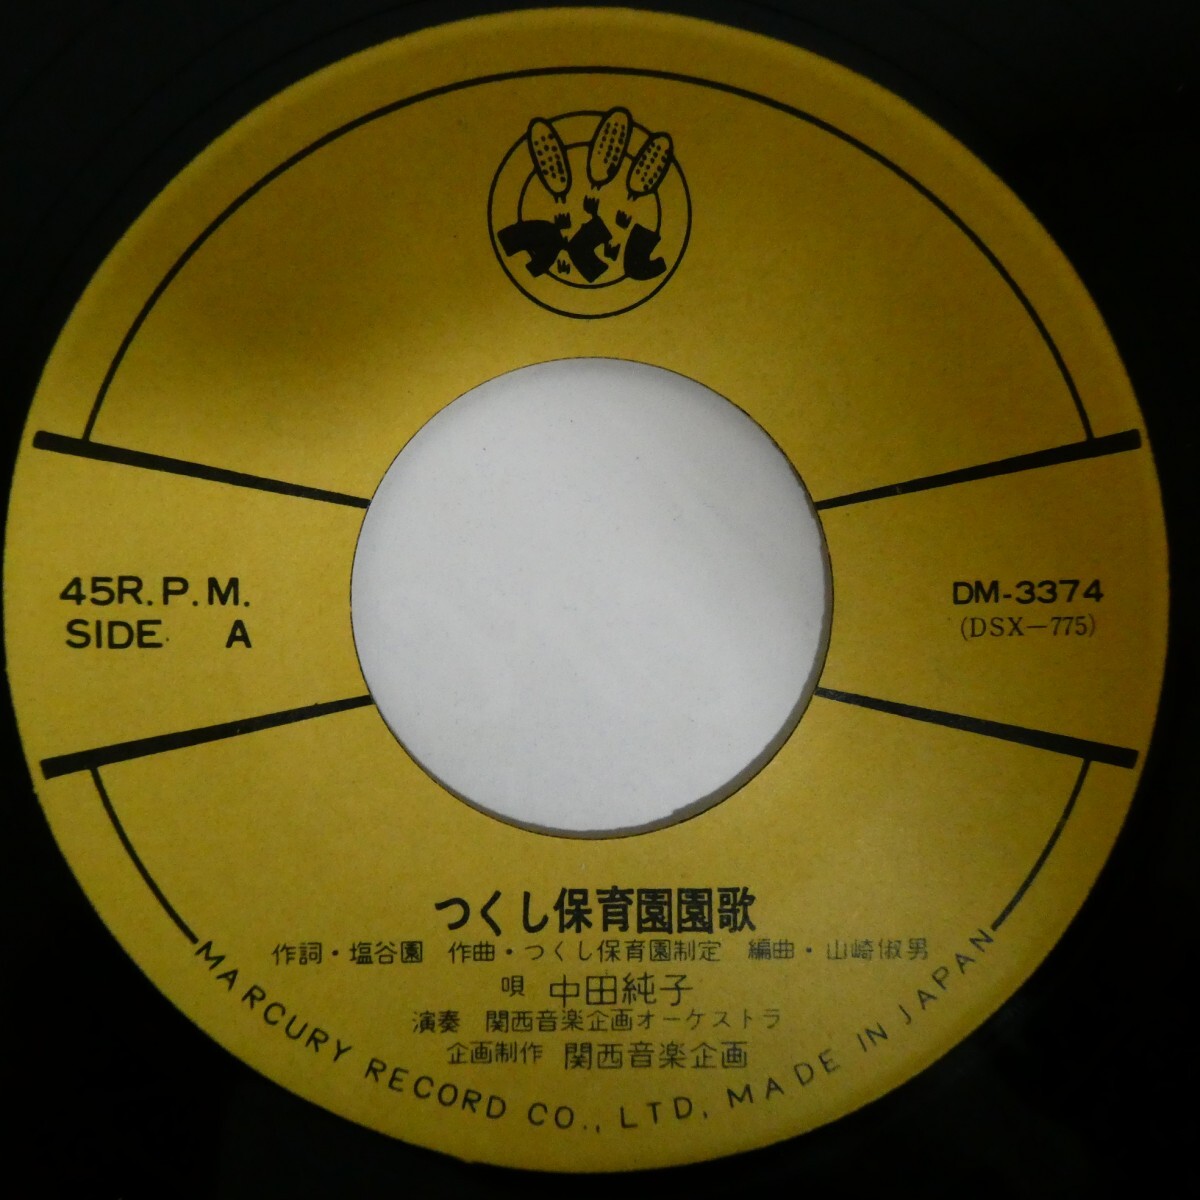 つくし
45R.P.M.
SIDE A
DM-3374
(DSX-775)
つくし保育園園歌
作詞・塩谷園 作曲・つくし保育園制定 編曲・山崎俶男
唄 中田純子
演奏 関西音楽企画オーケストラ
企画制作 関西音楽企画
MARCURY RECORD CO., LTD. MADE IN JAPAN